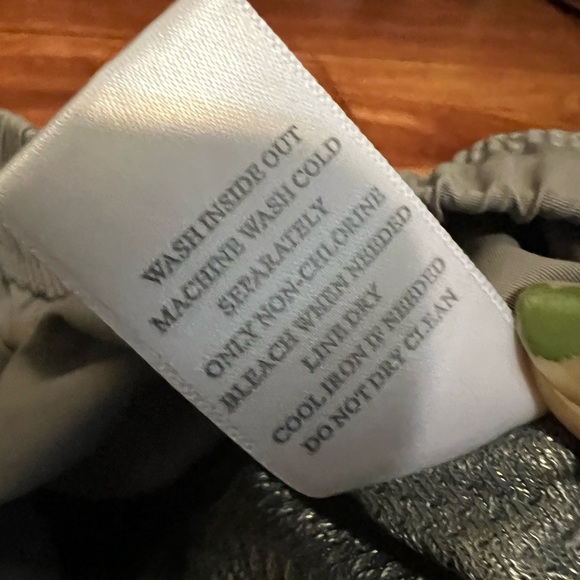 WASH INSIDE OUT
MACHINE WASH COLD
SEPARATELY
ONLY NON-CHLORINE
BLEACH WHEN NEEDED
LINE DRY
COOL IRON IF NEEDED
DO NOT DRY CLEAN